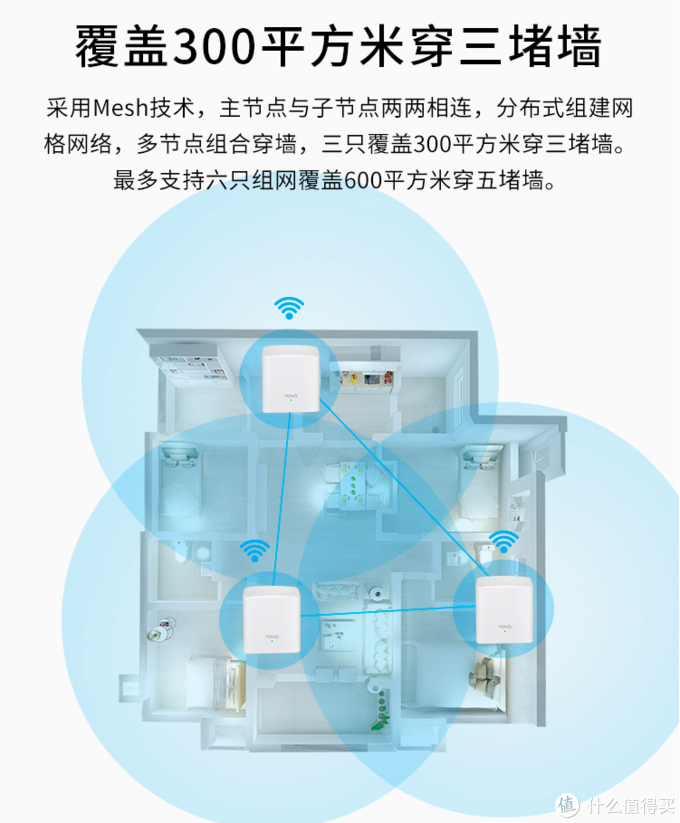 覆盖300平方米穿三堵墙
采用Mesh技术，主节点与子节点两两相连，分布式组建网
格网络，多节点组合穿墙，三只覆盖300平方米穿三堵墙。
最多支持六只组网覆盖600平方米穿五堵墙。
nova
nova
nova
值 什么值得买